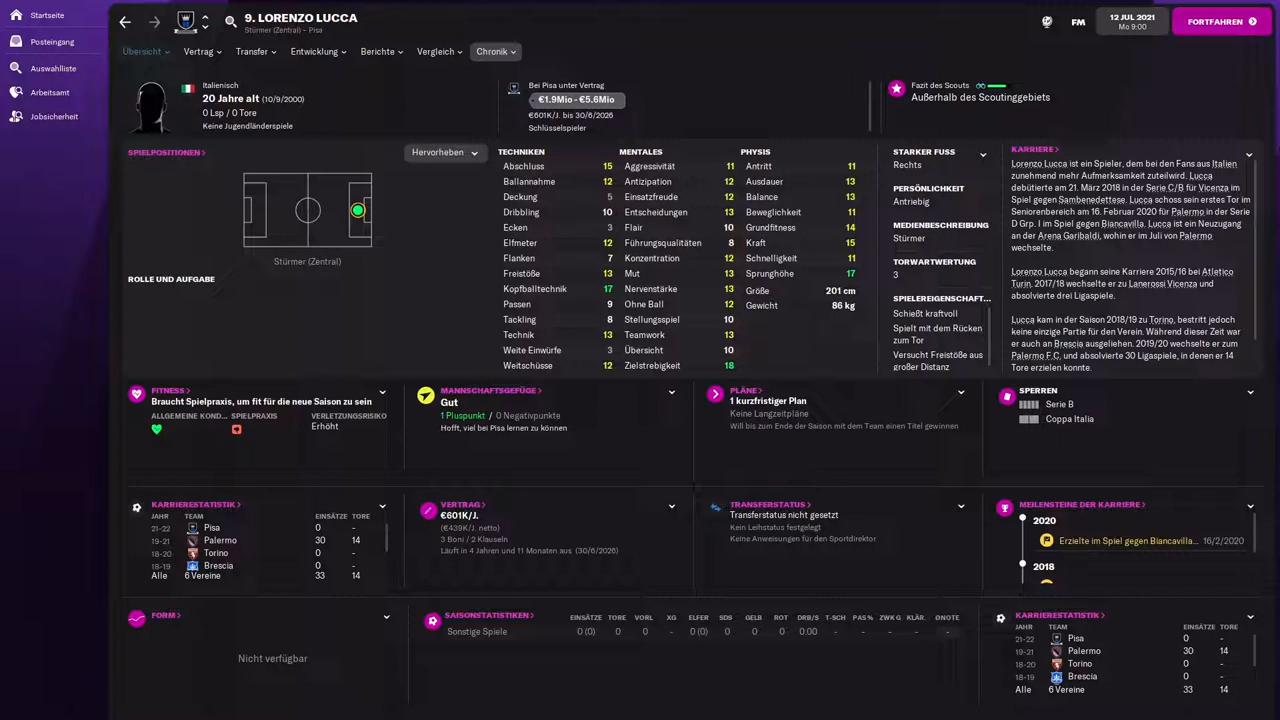 Startseite
Posteingang
Auswahlliste
Arbeitsamt
Jobsicherheit
9. LORENZO LUCCA
Stürmer (Zentral) - Pisa
FM
12 JUL 2021
Mo 9:00
FORTFAHREN
Übersicht
Vertrag
Transfer
Entwicklung
Berichte
Vergleich
Chronik
Italienisch
20 Jahre alt (10/9/2000)
0 Lsp / 0 Tore
Keine Jugendländerspiele
Bei Pisa unter Vertrag
€1.9Mio - €5.6Mio
€601K/J. bis 30/6/2026
Schlüsselspieler
Fazit des Scouts
Außerhalb des Scoutinggebiets
SPIELPOSITIONEN >
Hervorheben
Stürmer (Zentral)
ROLLE UND AUFGABE
TECHNIKEN
Abschluss 15
Ballannahme 12
Deckung 5
Dribbling 10
Ecken 3
Elfmeter 12
Flanken 7
Freistöße 13
Kopfballtechnik 17
Passen 9
Tackling 8
Technik 13
Weite Einwürfe 3
Weitschüsse 12
MENTALES
Aggressivität 11
Antizipation 12
Einsatzfreude 12
Entscheidungen 13
Flair 10
Führungsqualitäten 8
Konzentration 12
Mut 13
Nervenstärke 13
Ohne Ball 12
Stellungsspiel 10
Teamwork 13
Übersicht 10
Zielstrebigkeit 18
PHYSIS
Antritt 11
Ausdauer 13
Balance 13
Beweglichkeit 11
Grundfitness 14
Kraft 15
Schnelligkeit 11
Sprunghöhe 17
Größe 201 cm
Gewicht 86 kg
STARKER FUSS
Rechts
PERSÖNLICHKEIT
Antriebig
MEDIENBESCHREIBUNG
Stürmer
TORWARTWERTUNG
3
SPIELEREIGENSCHAFT...
Schießt kraftvoll
Spielt mit dem Rücken
zum Tor
Versucht Freistöße aus
großer Distanz
KARRIERE >
Lorenzo Lucca ist ein Spieler, dem bei den Fans aus Italien
zunehmend mehr Aufmerksamkeit zuteilwird. Lucca
debütierte am 21. März 2018 in der Serie C/B für Vicenza im
Spiel gegen Sambenedettese. Lucca schoss sein erstes Tor im
Seniorenbereich am 16. Februar 2020 für Palermo in der Serie
D Grp. I im Spiel gegen Biancavilla. Lucca ist ein Neuzugang
an der Arena Garibaldi, wohin er im Juli von Palermo
wechselte.
Lorenzo Lucca begann seine Karriere 2015/16 bei Atletico
Turin. 2017/18 wechselte er zu Lanerossi Vicenza und
absolvierte drei Ligaspiele.
Lucca kam in der Saison 2018/19 zu Torino, bestritt jedoch
keine einzige Partie für den Verein. Während dieser Zeit war
er auch an Brescia ausgeliehen. 2019/20 wechselte er zum
Palermo F.C. und absolvierte 30 Ligaspiele, in denen er 14
Tore erzielen konnte.
FITNESS >
Braucht Spielpraxis, um fit für die neue Saison zu sein
ALLGEMEINE KOND... SPIELPRAXIS VERLETZUNGSRISIKO
Erhöht
MANNSCHAFTSGEFÜGE >
Gut
1 Pluspunkt / 0 Negativpunkte
Hofft, viel bei Pisa lernen zu können
PLÄNE >
1 kurzfristiger Plan
Keine Langzeitpläne
Will bis zum Ende der Saison mit dem Team einen Titel gewinnen
SPERREN
Serie B
Coppa Italia
KARRIERESTATISTIK >
JAHR TEAM EINSÄTZE TORE
21-22 Pisa 0 -
19-21 Palermo 30 14
18-20 Torino 0 -
18-19 Brescia 0 -
Alle 6 Vereine 33 14
VERTRAG >
€601K/J.
(€439K/J. netto)
3 Boni / 2 Klauseln
Läuft in 4 Jahren und 11 Monaten aus (30/6/2026)
TRANSFERSTATUS >
Transferstatus nicht gesetzt
Kein Leihstatus festgelegt
Keine Anweisungen für den Sportdirektor
MEILENSTEINE DER KARRIERE >
2020
Erzielte im Spiel gegen Biancavilla... 16/2/2020
2018
FORM >
Nicht verfügbar
SAISONSTATISTIKEN >
EINSÄTZE TORE VORL XG ELFER SDS GELB ROT DRB/S T-SCH PAS % ZWK G KLÄR. ØNOTE
Sonstige Spiele 0 (0) 0 0 - 0 (0) 0 0 0 0.00 - - - - -
KARRIERESTATISTIK >
JAHR TEAM EINSÄTZE TORE
21-22 Pisa 0 -
19-21 Palermo 30 14
18-20 Torino 0 -
18-19 Brescia 0 -
Alle 6 Vereine 33 14